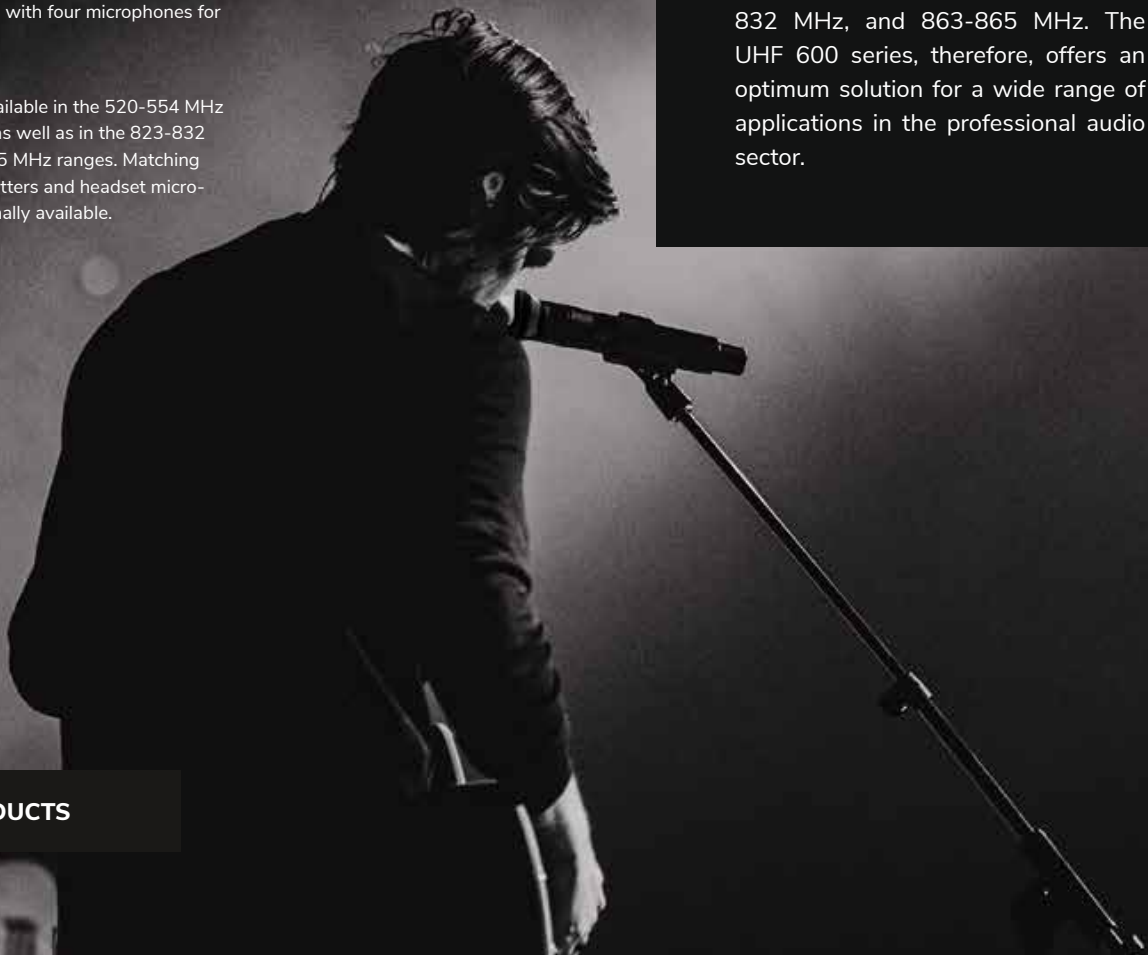 with four microphones for
ailable in the 520-554 MHz
as well as in the 823-832
5 MHz ranges. Matching
tters and headset micro-
nally available.
832 MHz, and 863-865 MHz. The
UHF 600 series, therefore, offers an
optimum solution for a wide range of
applications in the professional audio
sector.
DUCTS